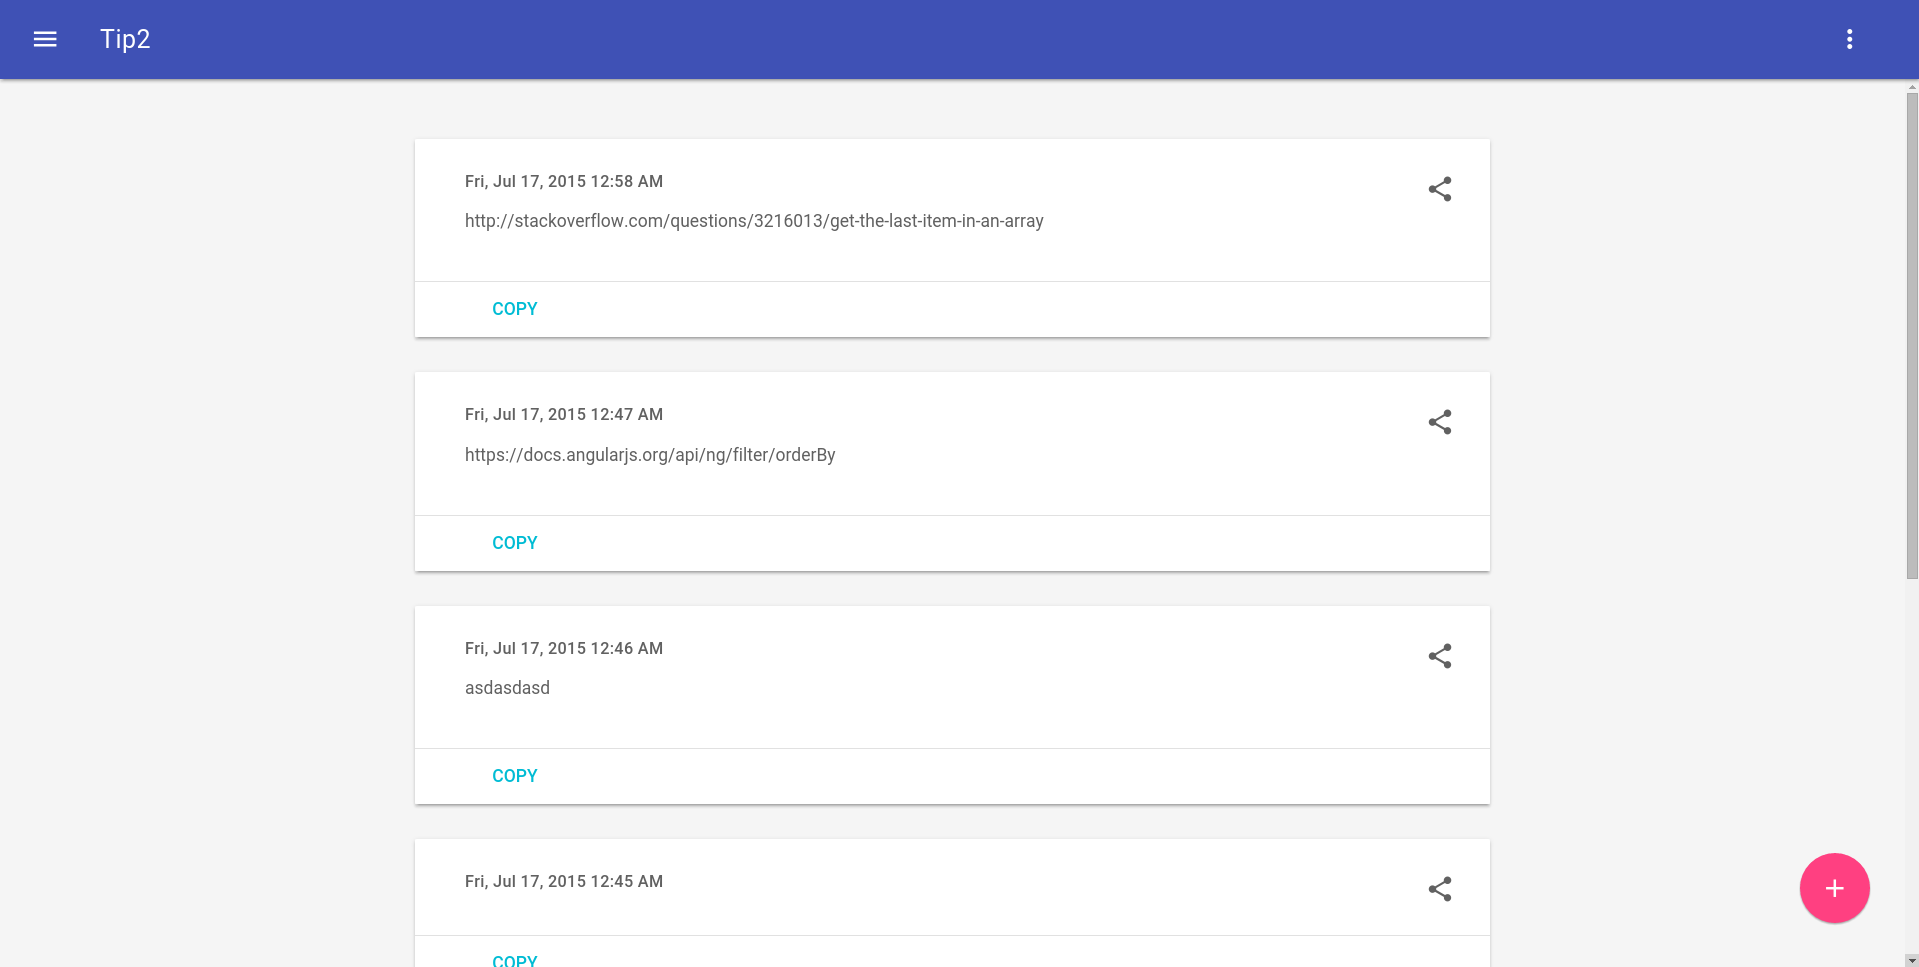 Tip2
Fri, Jul 17, 2015 12:58 AM
http://stackoverflow.com/questions/3216013/get-the-last-item-in-an-array
COPY
Fri, Jul 17, 2015 12:47 AM
https://docs.angularjs.org/api/ng/filter/orderBy
COPY
Fri, Jul 17, 2015 12:46 AM
asdasdasd
COPY
Fri, Jul 17, 2015 12:45 AM
COPY